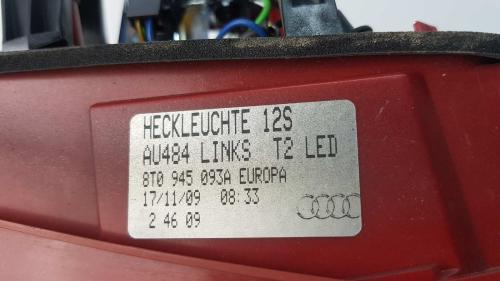 HECKLEUCHTE 12S
AU484 LINKS T2 LED
8T0 945 093A EUROPA
17/11/09 08:33
2 46 09